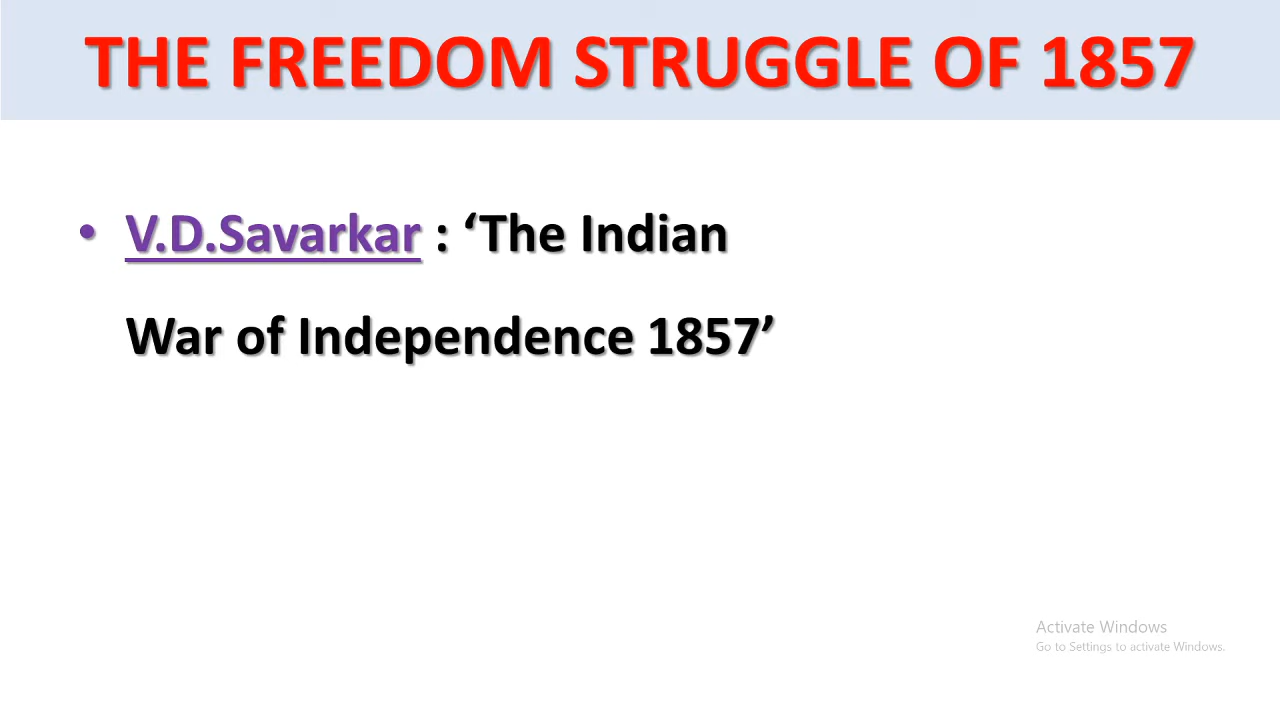 THE FREEDOM STRUGGLE OF 1857
• V.D.Savarkar : ‘The Indian
War of Independence 1857’
Activate Windows
Go to Settings to activate Windows.